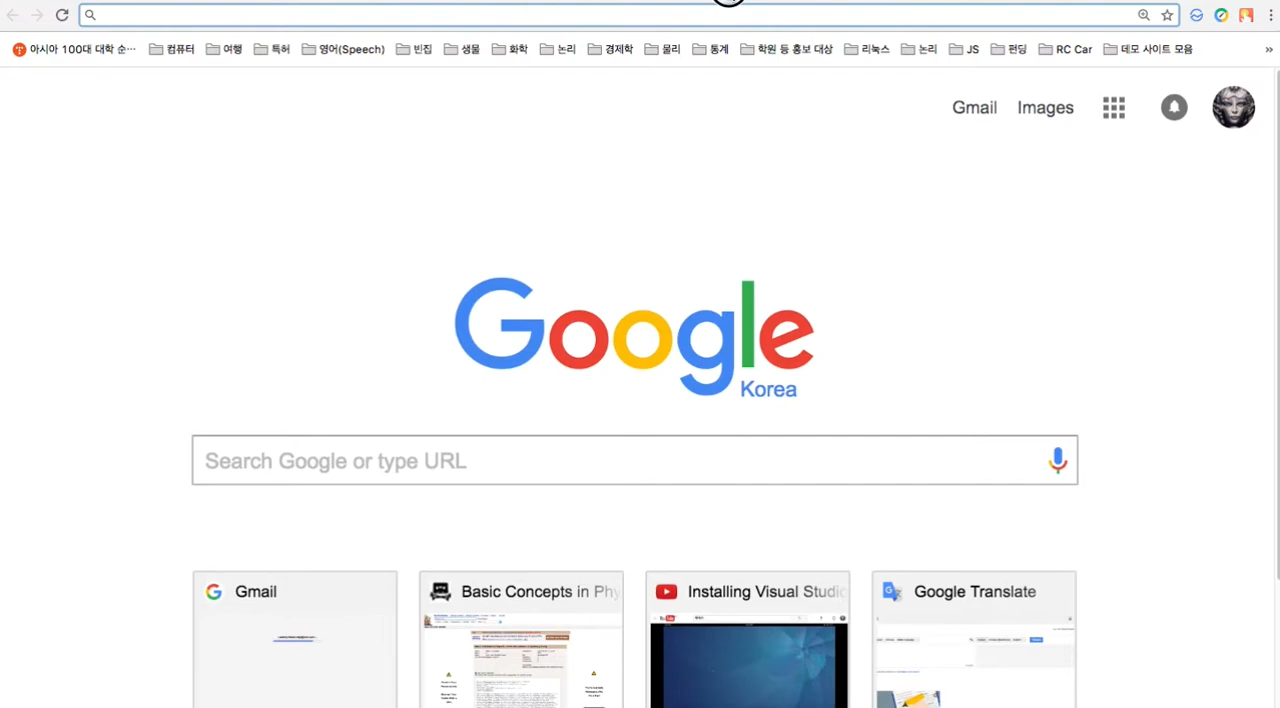 아시아 100대 대학 순··· 컴퓨터 여행 특허 영어(Speech) 빈집 생물 화학 논리 경제학 물리 통계 학원 등 홍보 대상 리눅스 논리 JS 펀딩 RC Car 데모 사이트 모음 »
Gmail Images
Google
Korea
Search Google or type URL
Gmail Basic Concepts in Phy Installing Visual Studio Google Translate